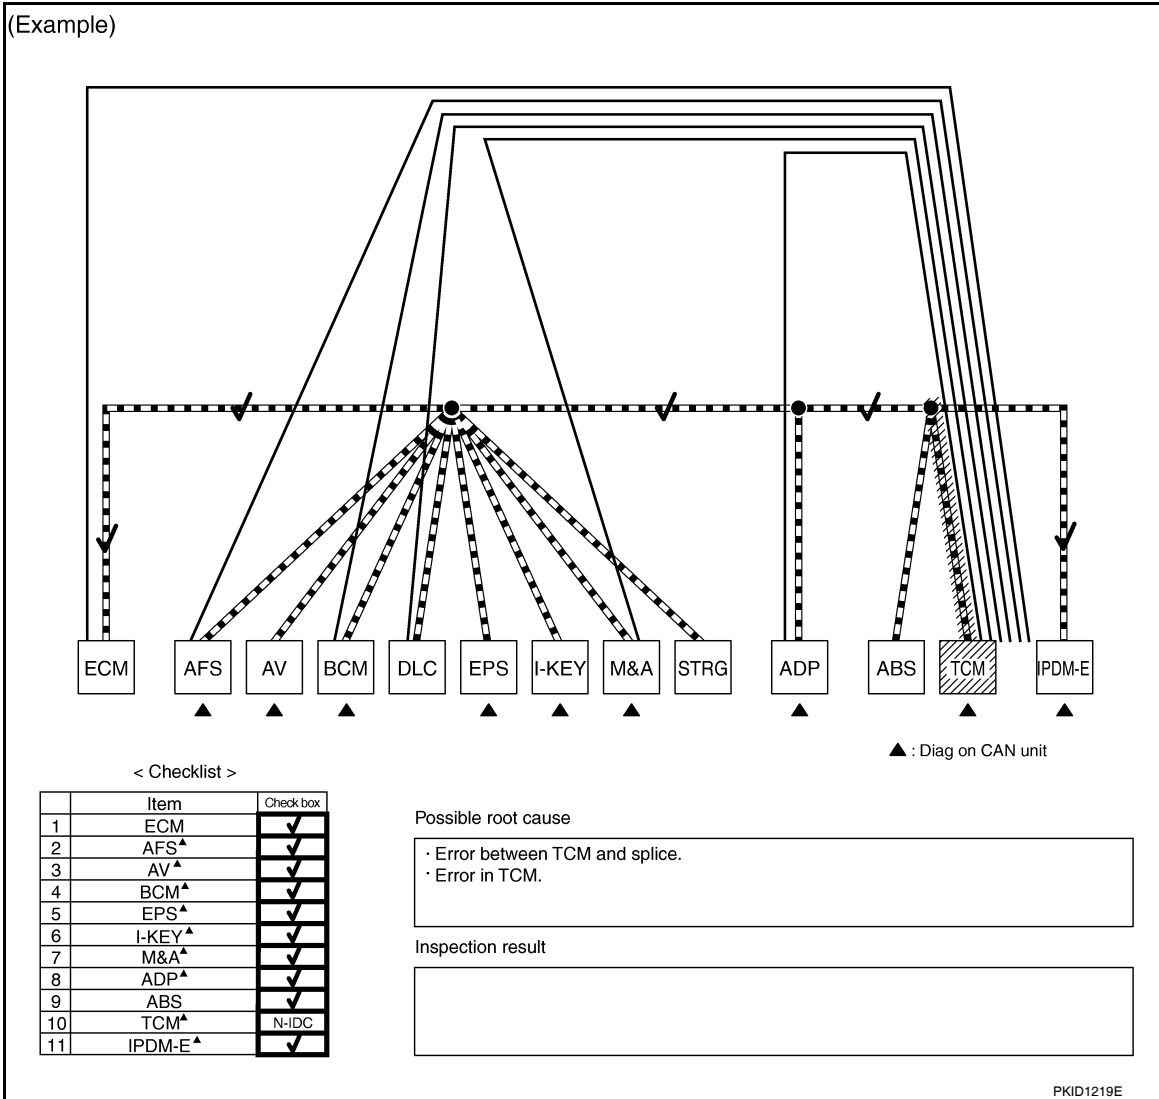 (Example)
ECM AFS AV BCM DLC EPS I-KEY M&A STRG ADP ABS TCM IPDM-E
▲ : Diag on CAN unit
< Checklist >
Item Check box
1 ECM ✓
2 AFS▲ ✓
3 AV▲ ✓
4 BCM▲ ✓
5 EPS▲ ✓
6 I-KEY▲ ✓
7 M&A▲ ✓
8 ADP▲ ✓
9 ABS ✓
10 TCM▲ N-IDC
11 IPDM-E▲ ✓
Possible root cause
· Error between TCM and splice.
· Error in TCM.
Inspection result
PKID1219E